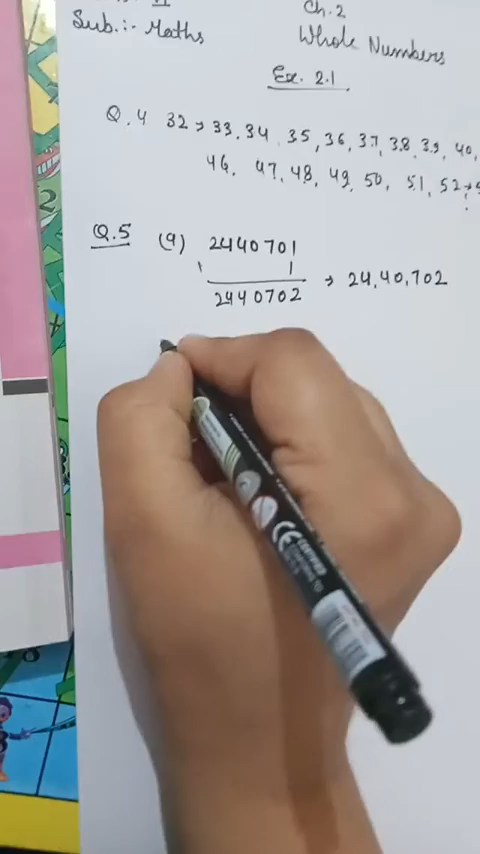 Ch.2
Sub.:- Maths
Whole Numbers
Ex. 2.1
Q.4 32 → 33, 34, 35, 36, 37, 38, 39, 40,
46, 47, 48, 49, 50, 51, 52 →
Q.5 (a) 2440701
1
2440702 → 24,40,702
CE